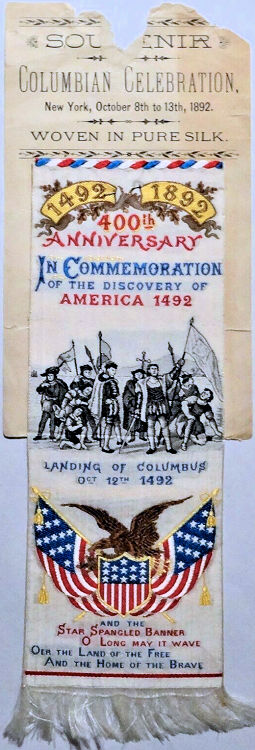 SOUVENIR
COLUMBIAN CELEBRATION,
New York, October 8th to 13th, 1892.
WOVEN IN PURE SILK.
1492 1892
400th
ANNIVERSARY
IN COMMEMORATION
OF THE DISCOVERY OF
AMERICA 1492
LANDING OF COLUMBUS
OCT 12TH 1492
AND THE
STAR SPANGLED BANNER
O LONG MAY IT WAVE
OER THE LAND OF THE FREE
AND THE HOME OF THE BRAVE